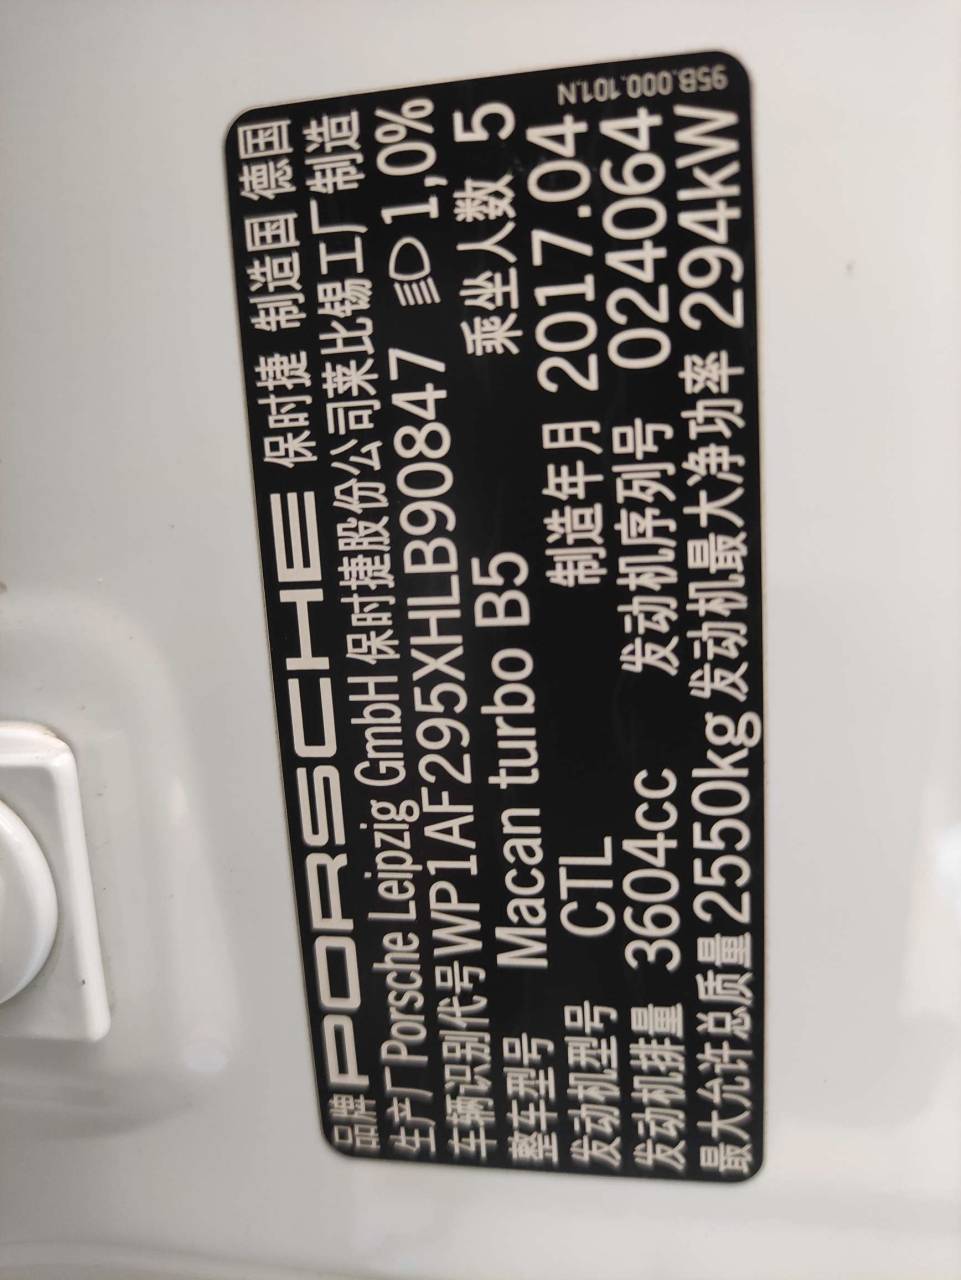 95B.000.101.N
品牌 PORSCHE 保时捷 制造国 德国
生产厂 Porsche Leipzig GmbH 保时捷股份公司莱比锡工厂制造
车辆识别代号 WP1AF295XHLB90847 1,0%
整车型号 Macan turbo B5 乘坐人数 5
发动机型号 CTL 制造年月 2017.04
发动机排量 3604cc 发动机序列号 024064
最大允许总质量 2550kg 发动机最大净功率 294kW